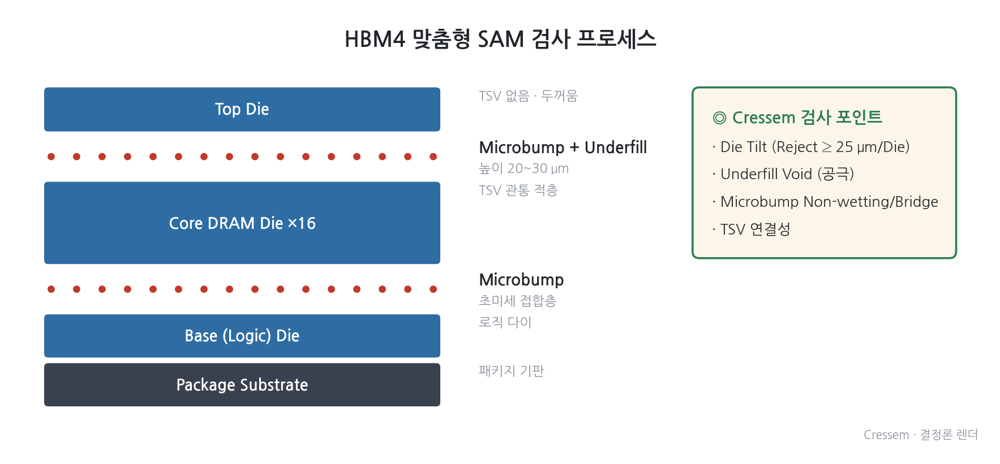 HBM4 맞춤형 SAM 검사 프로세스
Top Die
TSV 없음 · 두꺼움
Microbump + Underfill
높이 20~30 µm
TSV 관통 적층
Core DRAM Die ×16
Microbump
초미세 접합층
로직 다이
Base (Logic) Die
Package Substrate
패키지 기판
◎ Cressem 검사 포인트
· Die Tilt (Reject ≥ 25 µm/Die)
· Underfill Void (공극)
· Microbump Non-wetting/Bridge
· TSV 연결성
Cressem · 결정론 렌더